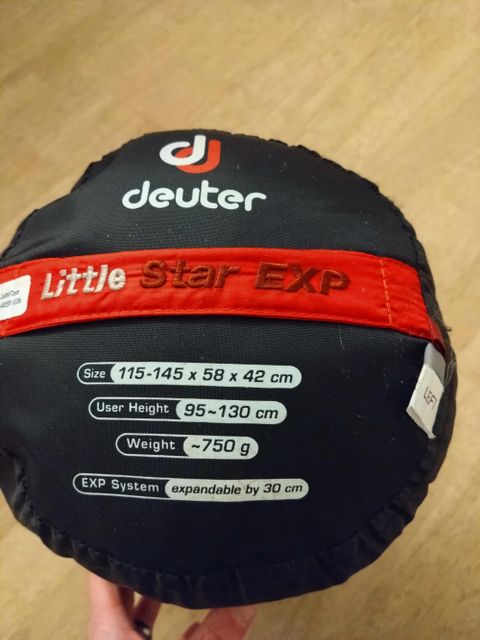 deuter
Little Star EXP
Size 115-145 x 58 x 42 cm
User Height 95~130 cm
Weight ~750 g
EXP System expandable by 30 cm